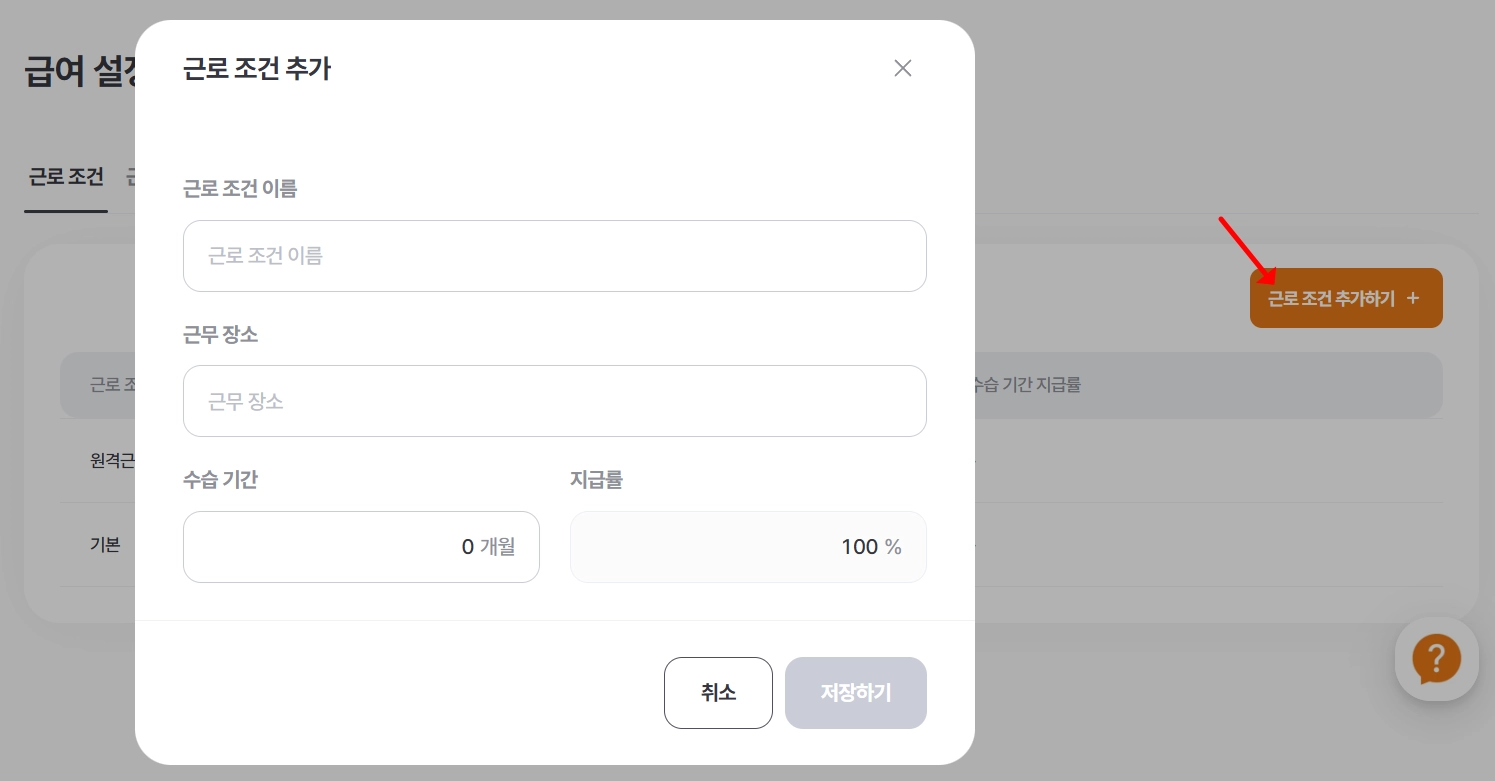 급여 설정
근로 조건 추가
근로 조건
근로 조건 이름
근로 조건 이름
근무 장소
근무 장소
근로 조건 추가하기 +
근로 조
수습 기간 지급률
원격근
기본
수습 기간
지급률
0 개월
100 %
취소
저장하기
?